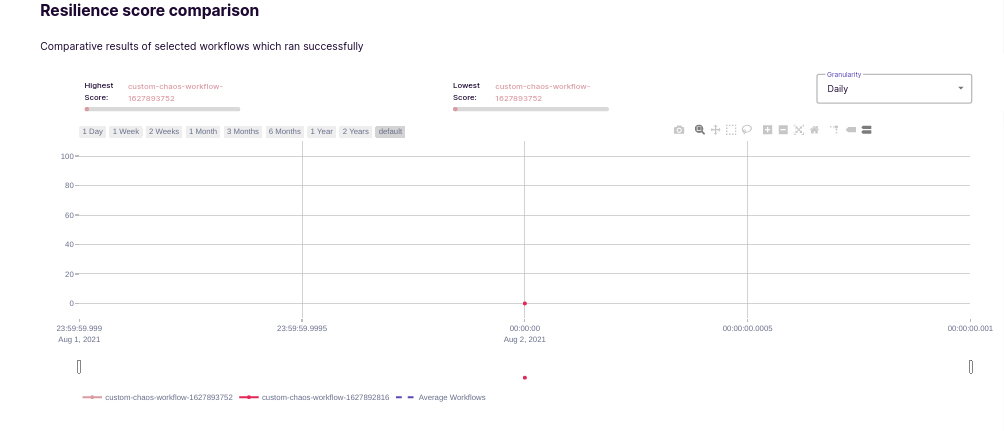 Resilience score comparison
Comparative results of selected workflows which ran successfully
Highest Score:
custom-chaos-workflow-
1627893752
Lowest Score:
custom-chaos-workflow-
1627893752
Granularity
Daily
1 Day 1 Week 2 Weeks 1 Month 3 Months 6 Months 1 Year 2 Years default
100
80
60
40
20
0
23:59:59.999 23:59:59.9995 00:00:00 00:00:00.0005 00:00:00.001
Aug 1, 2021 Aug 2, 2021
custom-chaos-workflow-1627893752 custom-chaos-workflow-1627892816 Average Workflows